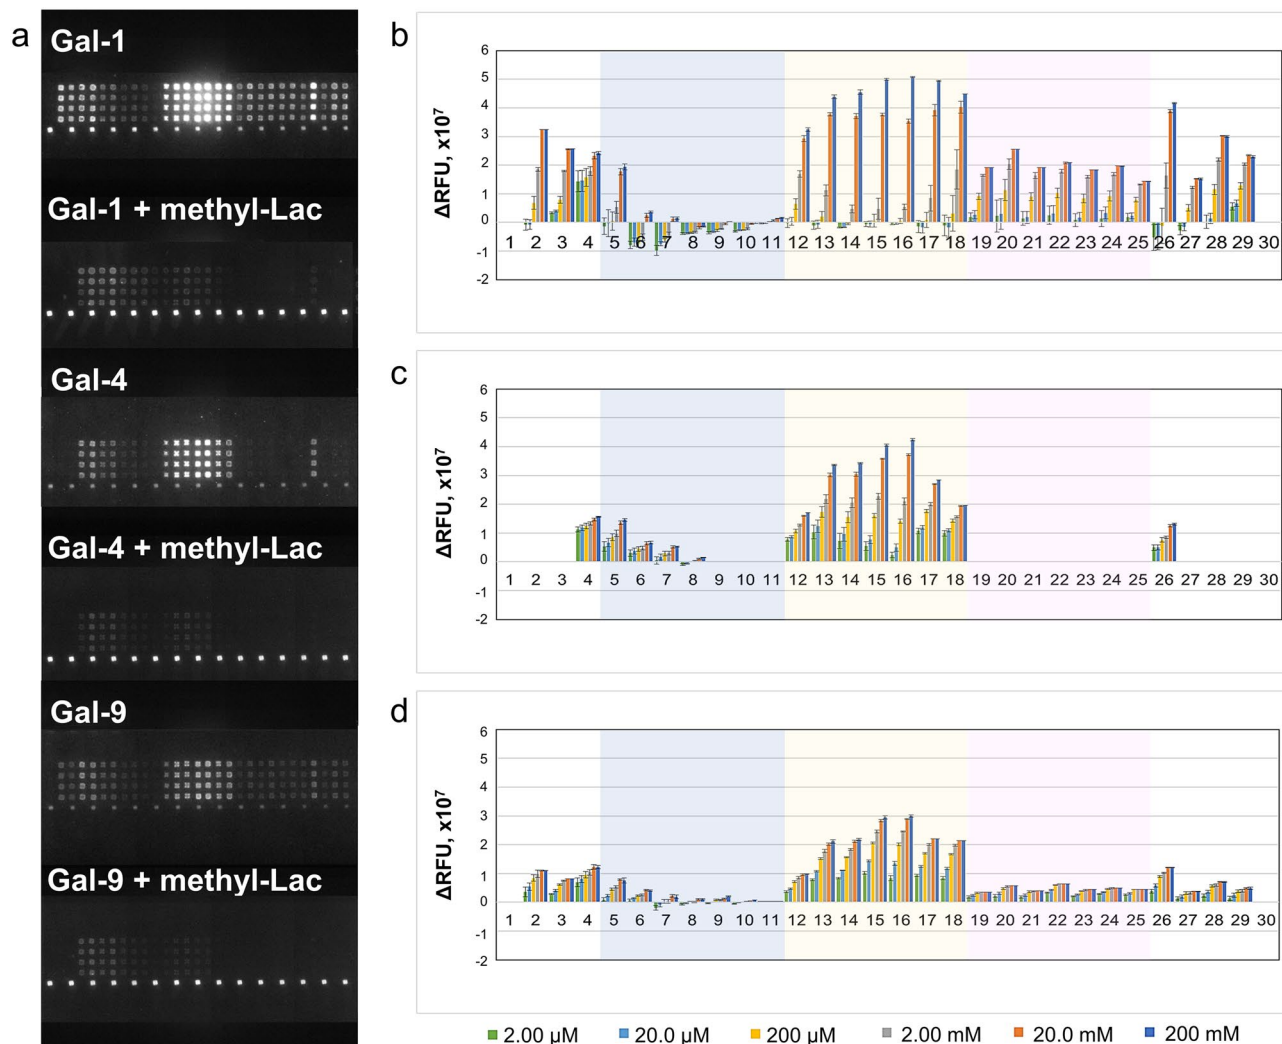 a
Gal-1
Gal-1 + methyl-Lac
Gal-4
Gal-4 + methyl-Lac
Gal-9
Gal-9 + methyl-Lac
b
ΔRFU, x10⁷
6
5
4
3
2
1
0
-1
-2
1 2 3 4 5 6 7 8 9 10 11 12 13 14 15 16 17 18 19 20 21 22 23 24 25 26 27 28 29 30
c
ΔRFU, x10⁷
6
5
4
3
2
1
0
-1
-2
1 2 3 4 5 6 7 8 9 10 11 12 13 14 15 16 17 18 19 20 21 22 23 24 25 26 27 28 29 30
d
ΔRFU, x10⁷
6
5
4
3
2
1
0
-1
-2
1 2 3 4 5 6 7 8 9 10 11 12 13 14 15 16 17 18 19 20 21 22 23 24 25 26 27 28 29 30
2.00 µM 20.0 µM 200 µM 2.00 mM 20.0 mM 200 mM